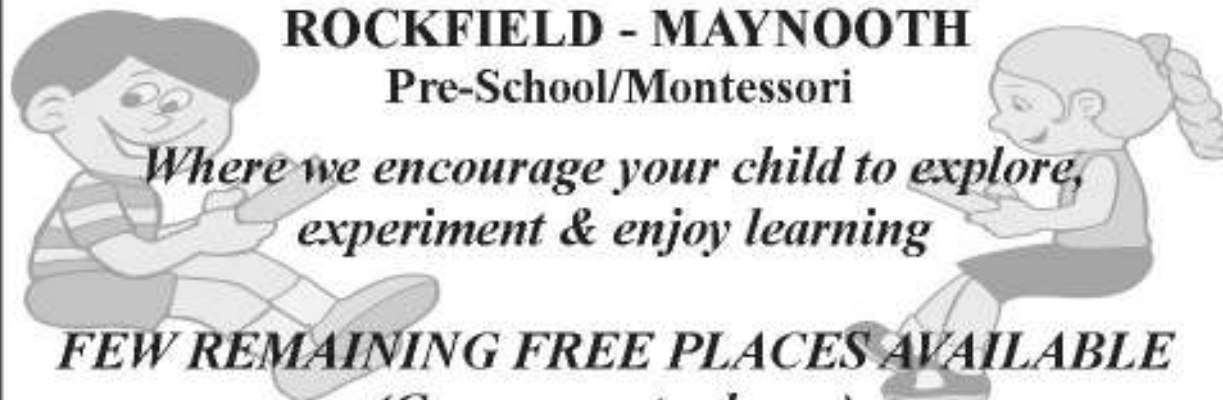 ROCKFIELD - MAYNOOTH
Pre-School/Montessori
Where we encourage your child to explore,
experiment & enjoy learning
FEW REMAINING FREE PLACES AVAILABLE